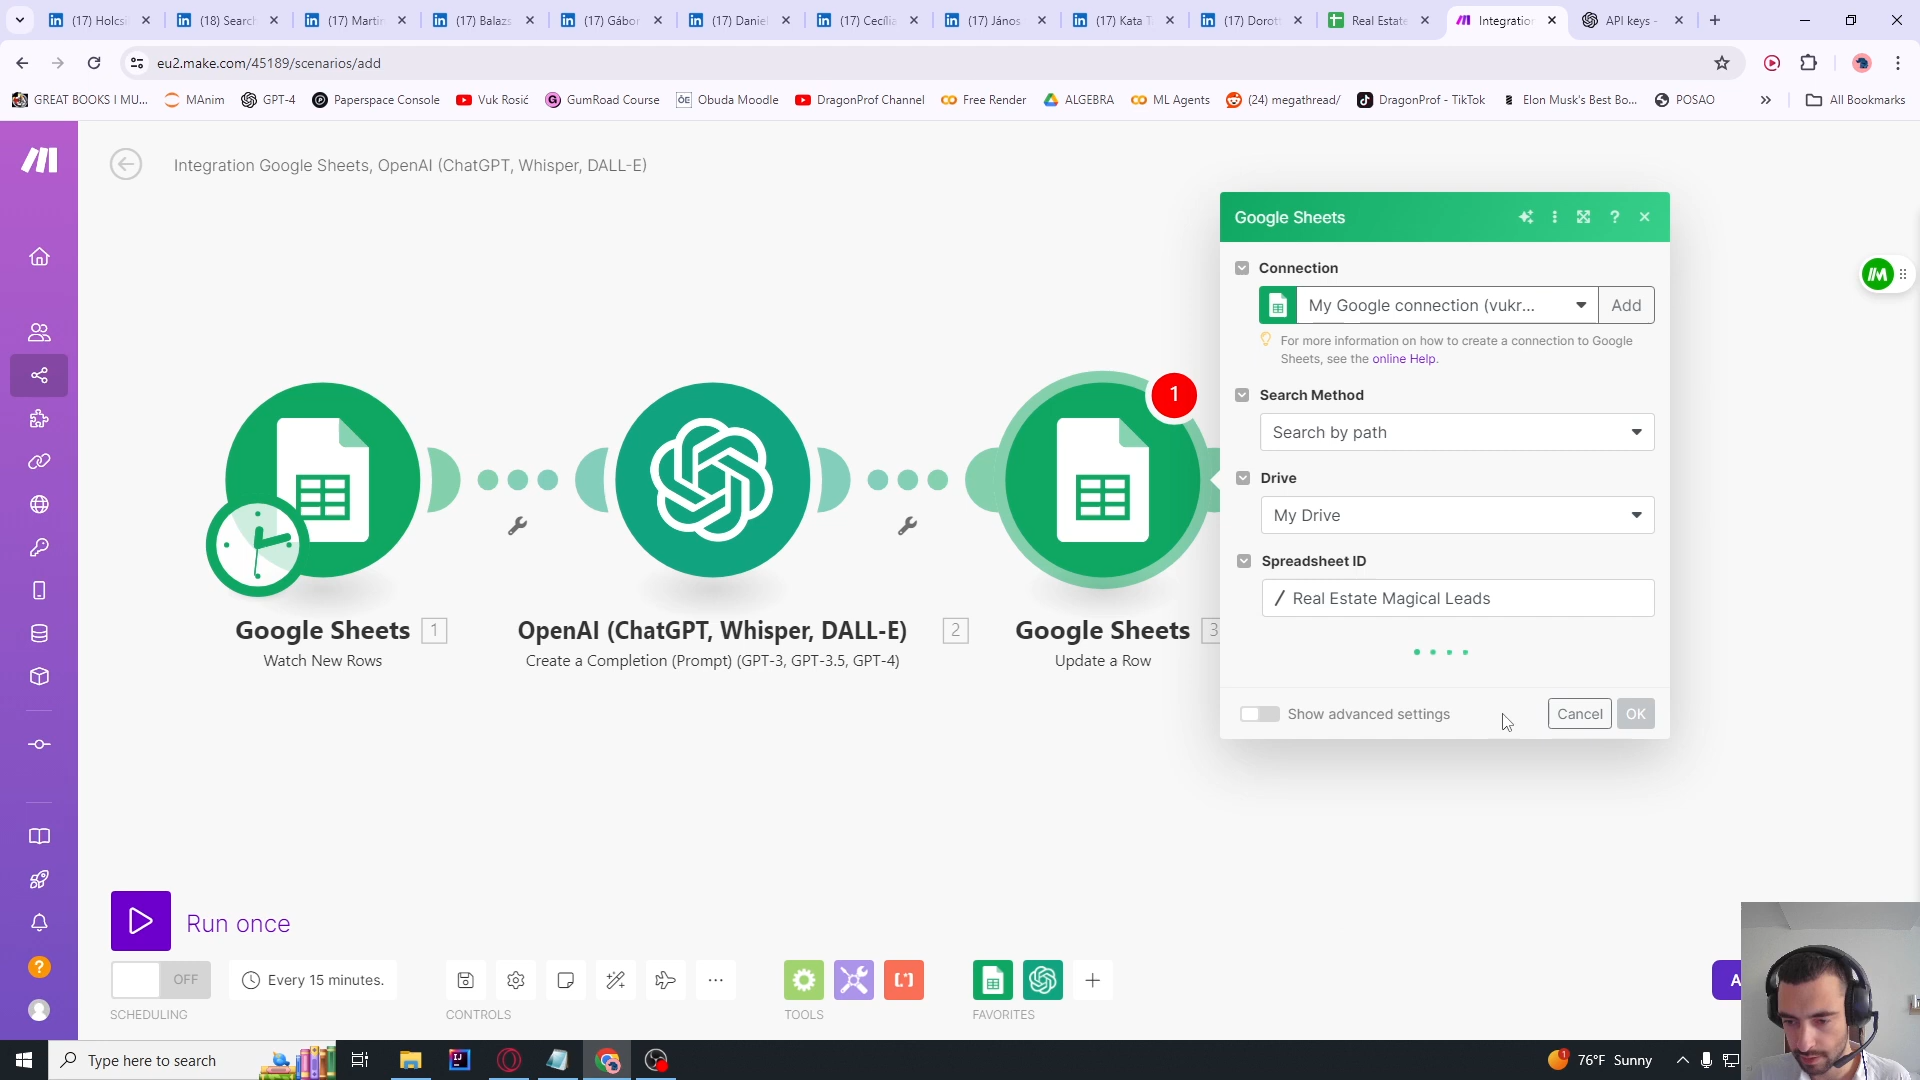 (17) Holcsi
(18) Search
(17) Martin
(17) Balazs
(17) Gábor
(17) Daniel
(17) Cecília
(17) János
(17) Kata T
(17) Dorott
Real Estate
Integration
API keys -
eu2.make.com/45189/scenarios/add
GREAT BOOKS I MU...
MAnim
GPT-4
Paperspace Console
Vuk Rosić
GumRoad Course
Obuda Moodle
DragonProf Channel
Free Render
ALGEBRA
ML Agents
(24) megathread/
DragonProf - TikTok
Elon Musk's Best Bo...
POSAO
All Bookmarks
Integration Google Sheets, OpenAI (ChatGPT, Whisper, DALL-E)
Google Sheets
Connection
My Google connection (vukr...
Add
For more information on how to create a connection to Google
Sheets, see the online Help.
Search Method
Search by path
Drive
My Drive
Spreadsheet ID
/ Real Estate Magical Leads
Show advanced settings
Cancel
OK
1
Google Sheets 1
Watch New Rows
OpenAI (ChatGPT, Whisper, DALL-E) 2
Create a Completion (Prompt) (GPT-3, GPT-3.5, GPT-4)
Google Sheets 3
Update a Row
Run once
OFF
Every 15 minutes.
SCHEDULING
CONTROLS
TOOLS
FAVORITES
A
Type here to search
76°F Sunny